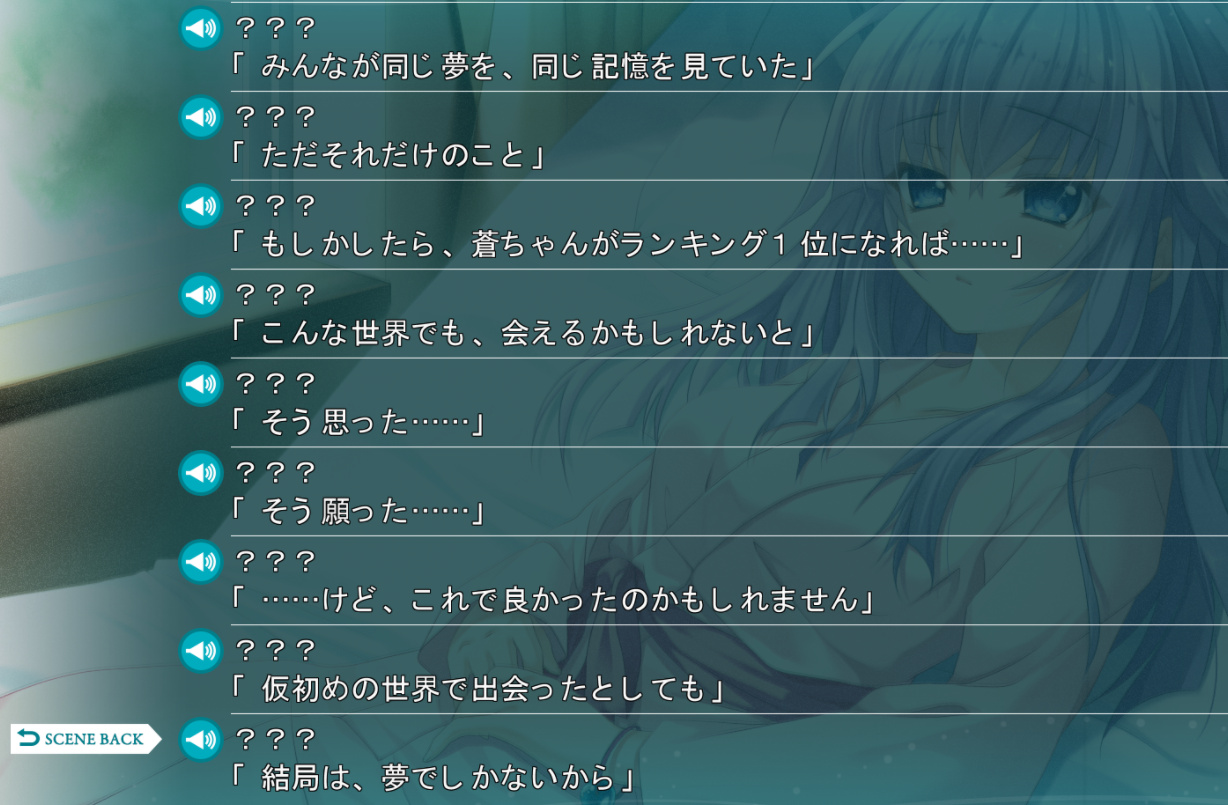 ？？？
「みんなが同じ夢を、同じ記憶を見ていた」
？？？
「ただそれだけのこと」
？？？
「もしかしたら、蒼ちゃんがランキング１位になれば……」
？？？
「こんな世界でも、会えるかもしれないと」
？？？
「そう思った……」
？？？
「そう願った……」
？？？
「……けど、これで良かったのかもしれません」
？？？
「仮初めの世界で出会ったとしても」
SCENE BACK
？？？
「結局は、夢でしかないから」